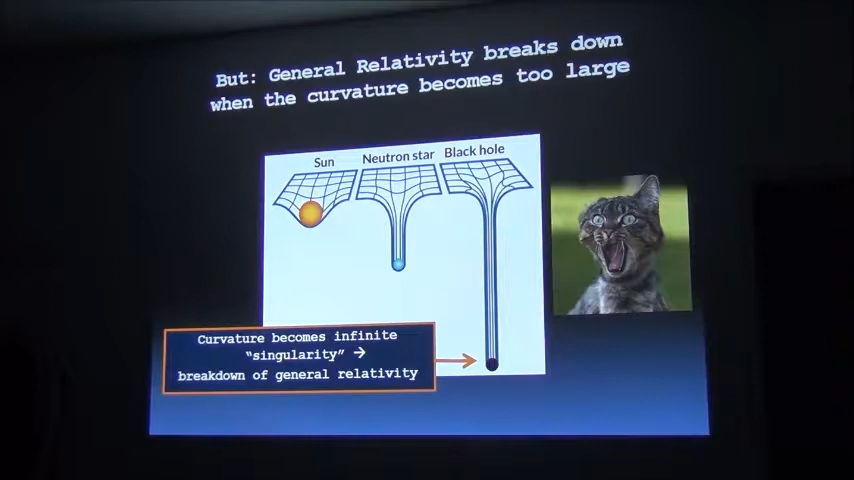 But: General Relativity breaks down
when the curvature becomes too large
Sun
Neutron star
Black hole
Curvature becomes infinite
“singularity” →
breakdown of general relativity